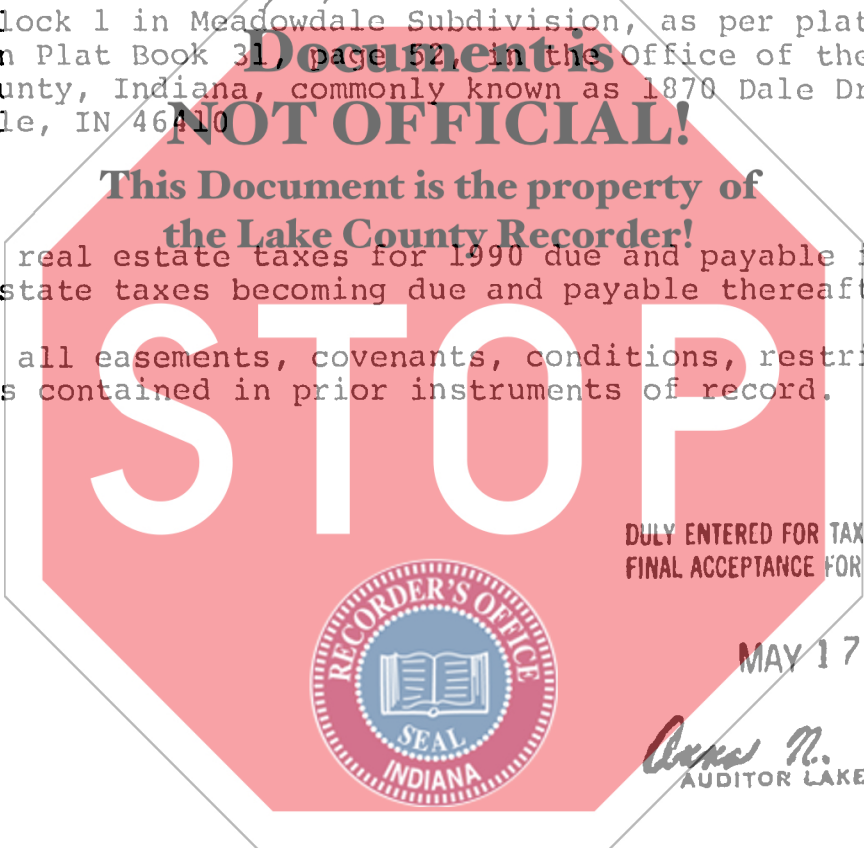 lock 1 in Meadowdale Subdivision, as per plat
n Plat Book 31, page 52, in the Office of the
Document is
unty, Indiana, commonly known as 1870 Dale Dr
le, IN 46410
NOT OFFICIAL!
This Document is the property of
the Lake County Recorder!
real estate taxes for 1990 due and payable i
state taxes becoming due and payable thereaft
all easements, covenants, conditions, restri
s contained in prior instruments of record.
STOP
DULY ENTERED FOR TAX
FINAL ACCEPTANCE FOR
RECORDER'S OFFICE
SEAL
INDIANA
MAY 17
Anna N.
AUDITOR LAKE